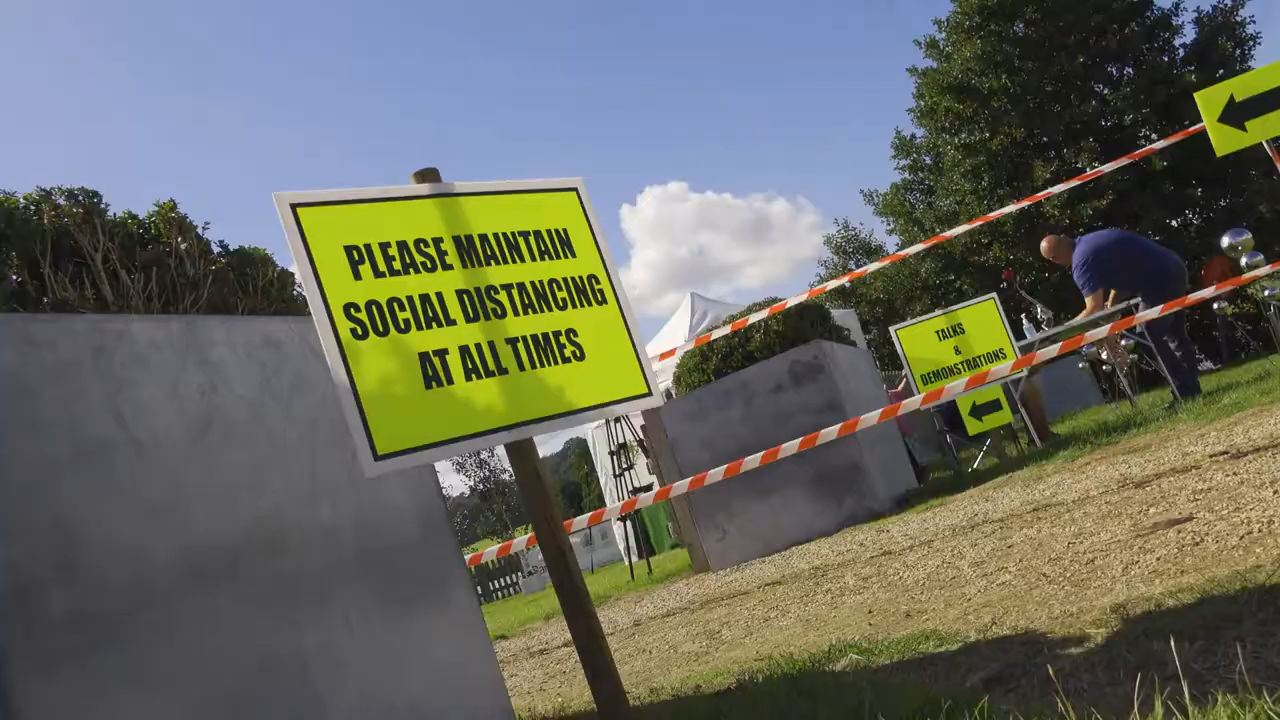 PLEASE MAINTAIN
SOCIAL DISTANCING
AT ALL TIMES
TALKS
&
DEMONSTRATIONS